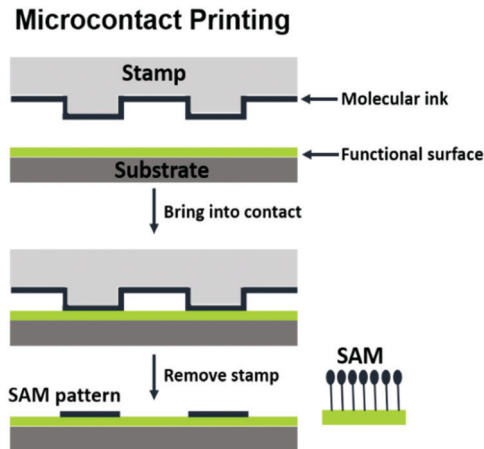 Microcontact Printing
Stamp
Molecular ink
Functional surface
Substrate
Bring into contact
Remove stamp
SAM
SAM pattern